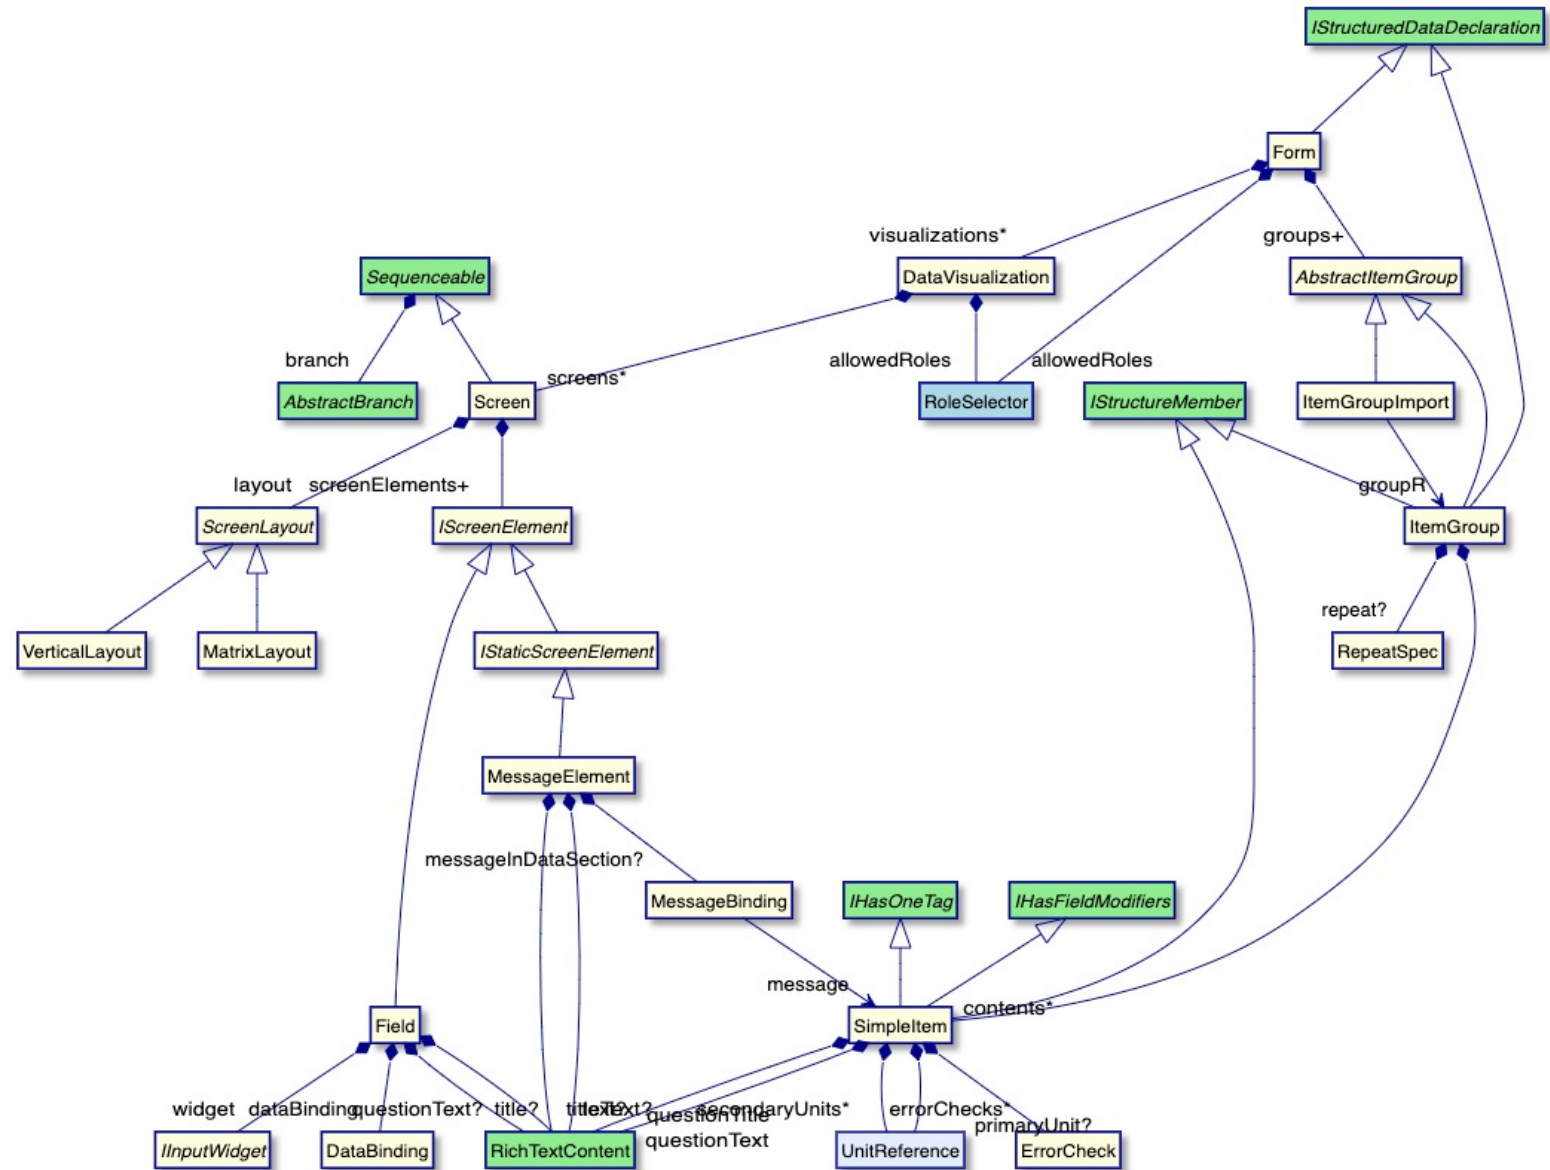 IStructuredDataDeclaration
Form
visualizations*
groups+
Sequenceable
DataVisualization
AbstractItemGroup
branch
screens*
allowedRoles
allowedRoles
AbstractBranch
Screen
RoleSelector
IStructureMember
ItemGroupImport
layout
screenElements+
groupR
ScreenLayout
IScreenElement
ItemGroup
repeat?
VerticalLayout
MatrixLayout
IStaticScreenElement
RepeatSpec
MessageElement
messageInDataSection?
MessageBinding
IHasOneTag
IHasFieldModifiers
message
contents*
Field
SimpleItem
widget
dataBinding
questionText?
title?
secondaryUnits*
errorChecks*
questionTitle
primaryUnit?
questionText
IInputWidget
DataBinding
RichTextContent
UnitReference
ErrorCheck